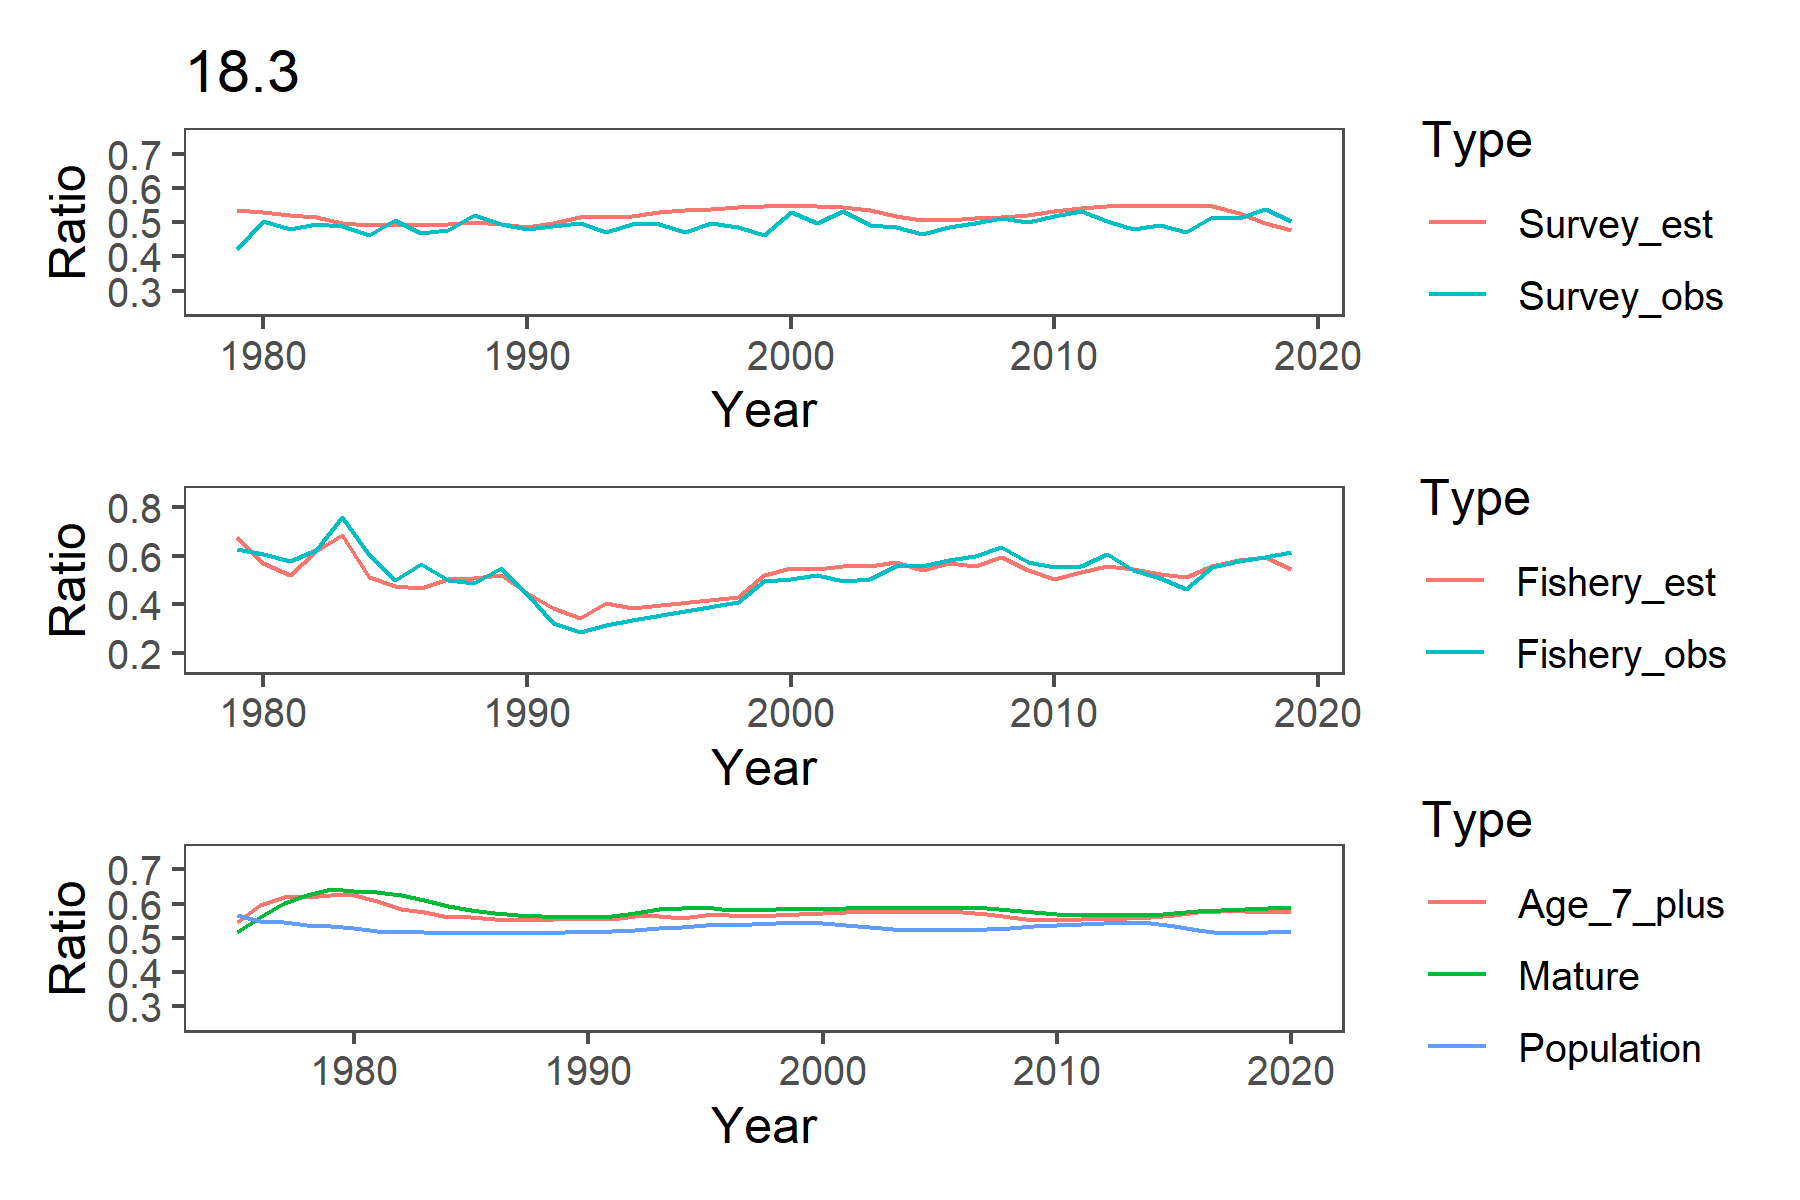 18.3
Ratio
0.7
0.6
0.5
0.4
0.3
1980 1990 2000 2010 2020
Year
Type
Survey_est
Survey_obs
Ratio
0.8
0.6
0.4
0.2
1980 1990 2000 2010 2020
Year
Type
Fishery_est
Fishery_obs
Ratio
0.7
0.6
0.5
0.4
0.3
1980 1990 2000 2010 2020
Year
Type
Age_7_plus
Mature
Population